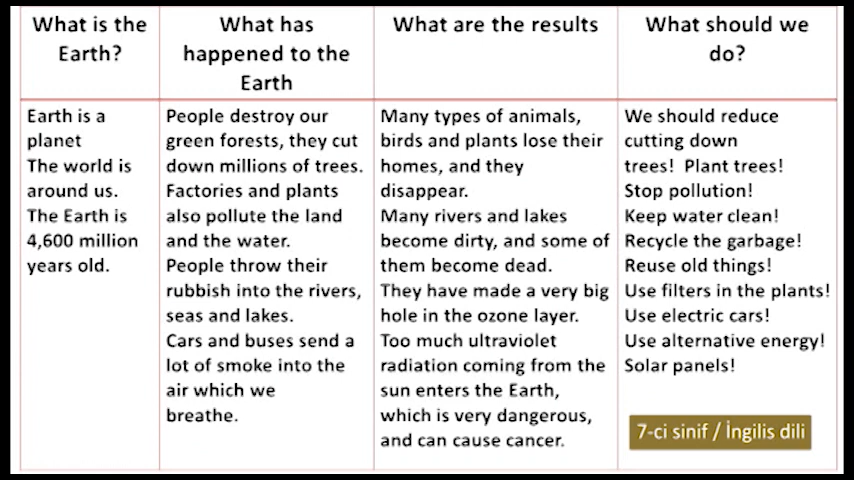 What is the
Earth?
What has
happened to the
Earth
What are the results
What should we
do?
Earth is a
planet
The world is
around us.
The Earth is
4,600 million
years old.
People destroy our
green forests, they cut
down millions of trees.
Factories and plants
also pollute the land
and the water.
People throw their
rubbish into the rivers,
seas and lakes.
Cars and buses send a
lot of smoke into the
air which we
breathe.
Many types of animals,
birds and plants lose their
homes, and they
disappear.
Many rivers and lakes
become dirty, and some of
them become dead.
They have made a very big
hole in the ozone layer.
Too much ultraviolet
radiation coming from the
sun enters the Earth,
which is very dangerous,
and can cause cancer.
We should reduce
cutting down
trees! Plant trees!
Stop pollution!
Keep water clean!
Recycle the garbage!
Reuse old things!
Use filters in the plants!
Use electric cars!
Use alternative energy!
Solar panels!
7-ci sinif / İngilis dili